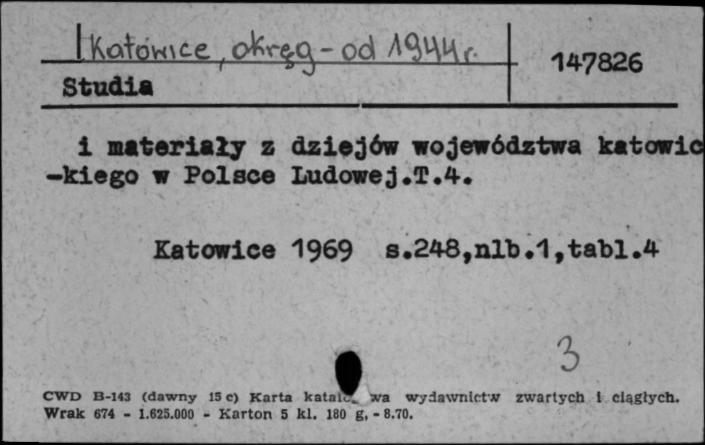 Katowice, okręg - od 1944 r.
147826
Studia
i materiały z dziejów województwa katowic
-kiego w Polsce Ludowej.T.4.
Katowice 1969 s.248,nlb.1,tabl.4
3
CWD B-143 (dawny 15 c) Karta wydawnictw zwartych i ciągłych.
Wrak 674 - 1.625.000 - Karton 5 kl. 180 g, - 8.70.